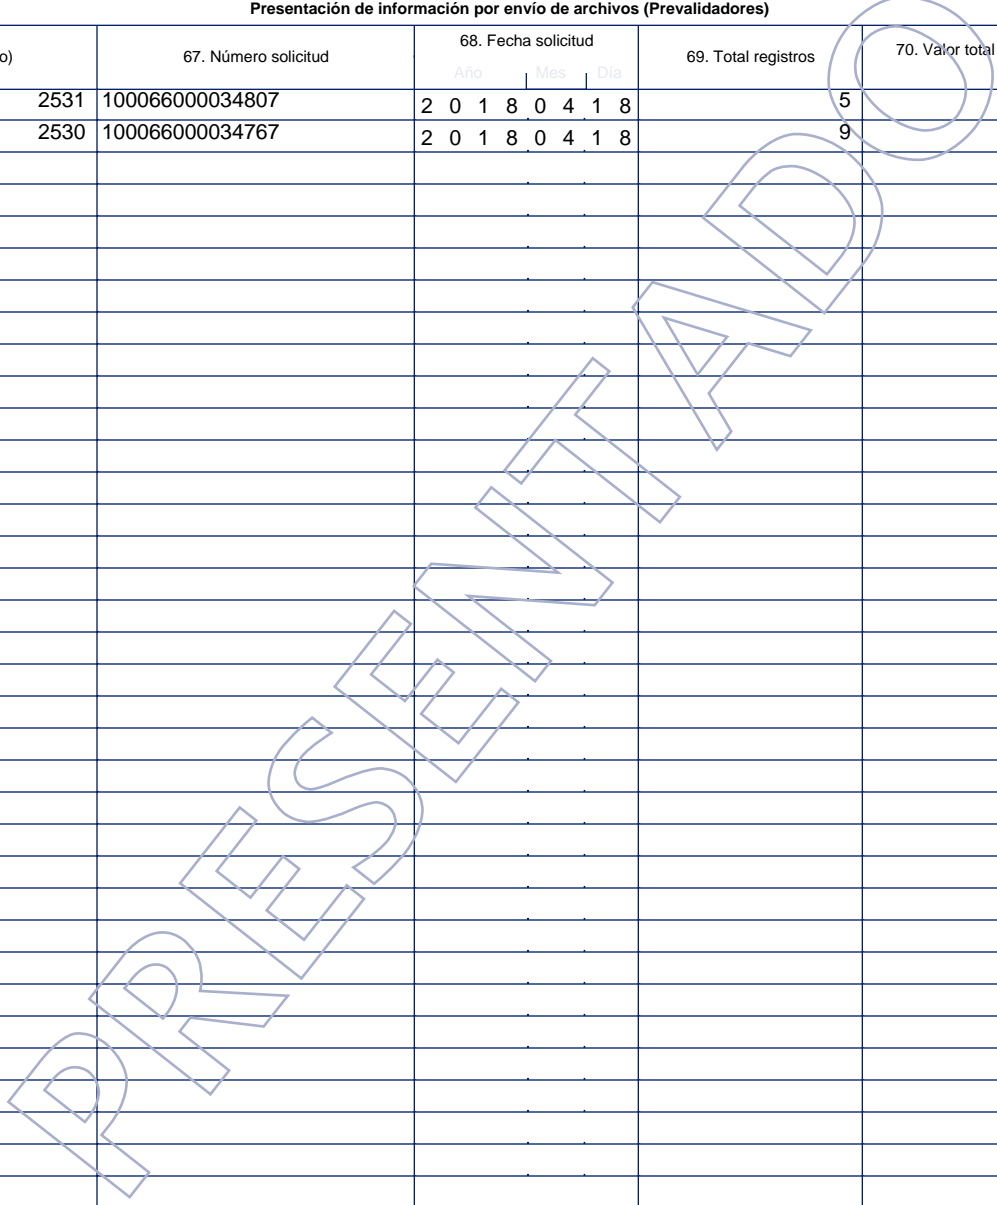 Presentación de información por envío de archivos (Prevalidadores)
o) 67. Número solicitud 68. Fecha solicitud 69. Total registros 70. Valor total
Año Mes Día
2531 100066000034807 2 0 1 8 0 4 1 8 5
2530 100066000034767 2 0 1 8 0 4 1 8 9
PRESENTADO